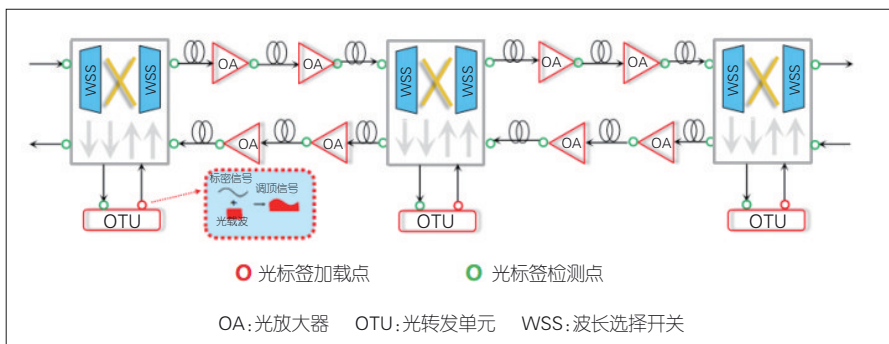 WSS WSS OA OA WSS WSS OA OA WSS WSS
OA OA OA OA
标密信号 调顶信号
+
光载波
OTU OTU OTU
光标签加载点 光标签检测点
OA:光放大器 OTU:光转发单元 WSS:波长选择开关